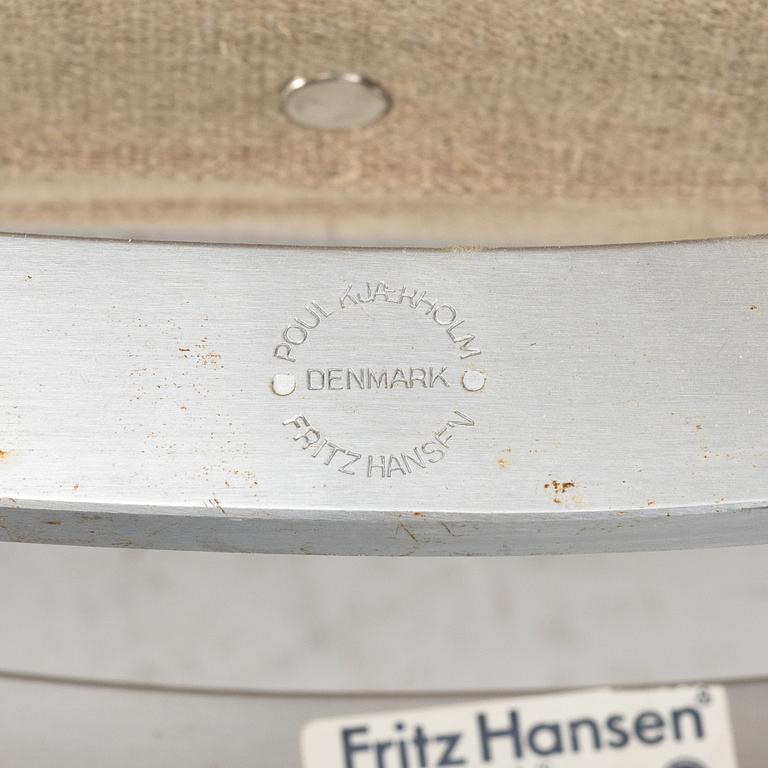 POUL KJÆRHOLM
DENMARK
FRITZ HANSEN
Fritz Hansen®